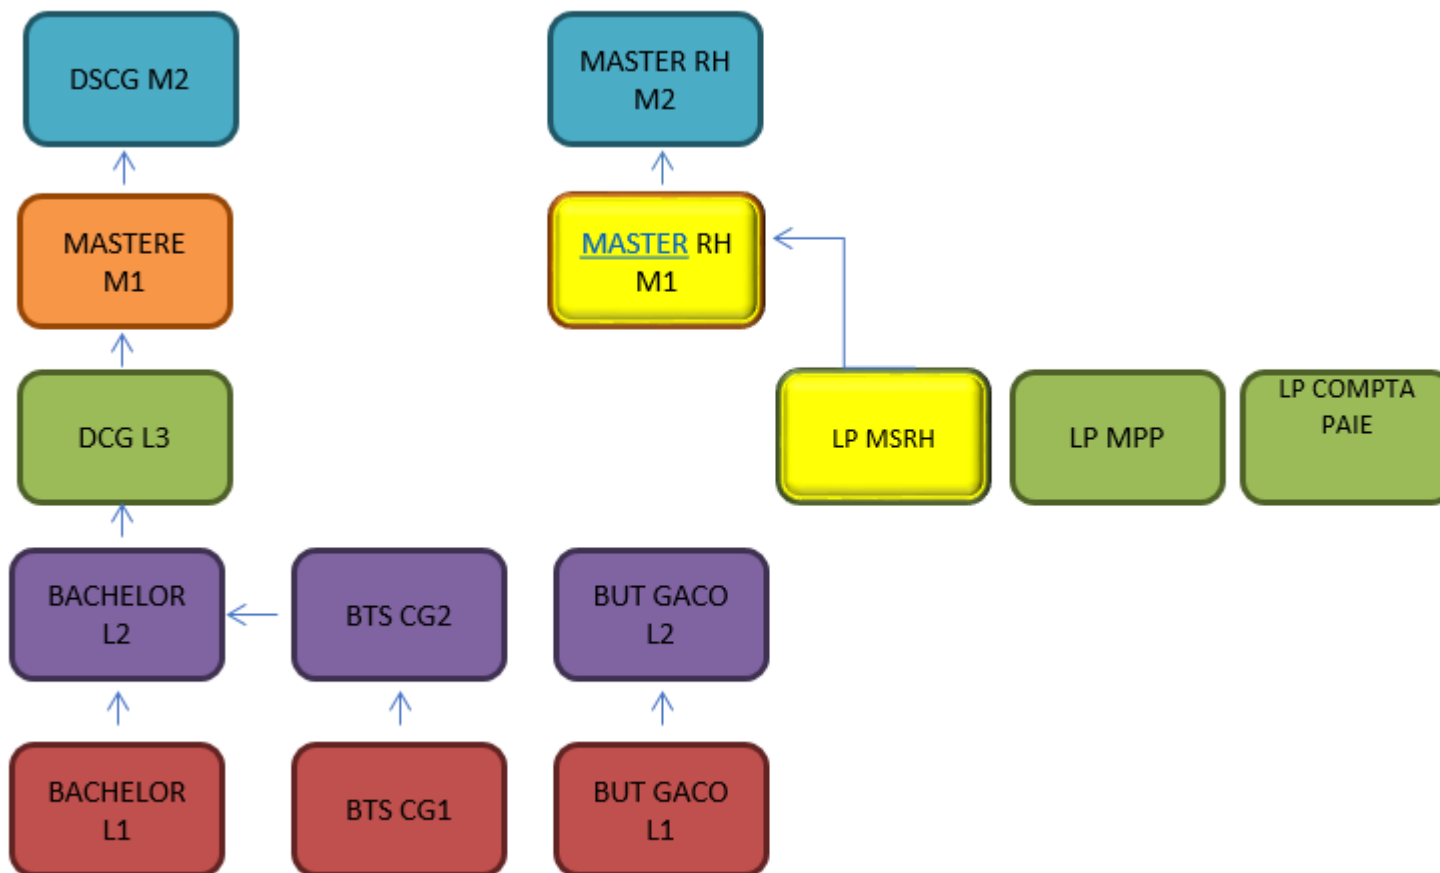 DSCG M2
MASTER RH
M2
MASTERE
M1
MASTER RH
M1
DCG L3
LP MSRH
LP MPP
LP COMPTA
PAIE
BACHELOR
L2
BTS CG2
BUT GACO
L2
BACHELOR
L1
BTS CG1
BUT GACO
L1